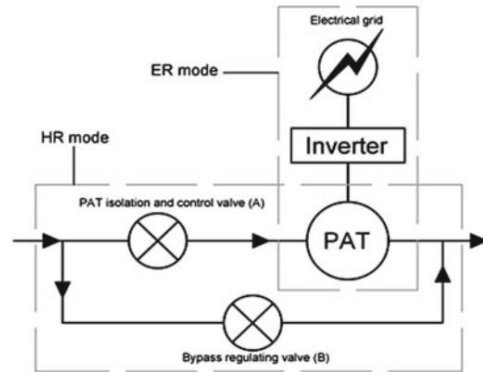 Electrical grid
ER mode
Inverter
HR mode
PAT isolation and control valve (A)
PAT
Bypass regulating valve (B)